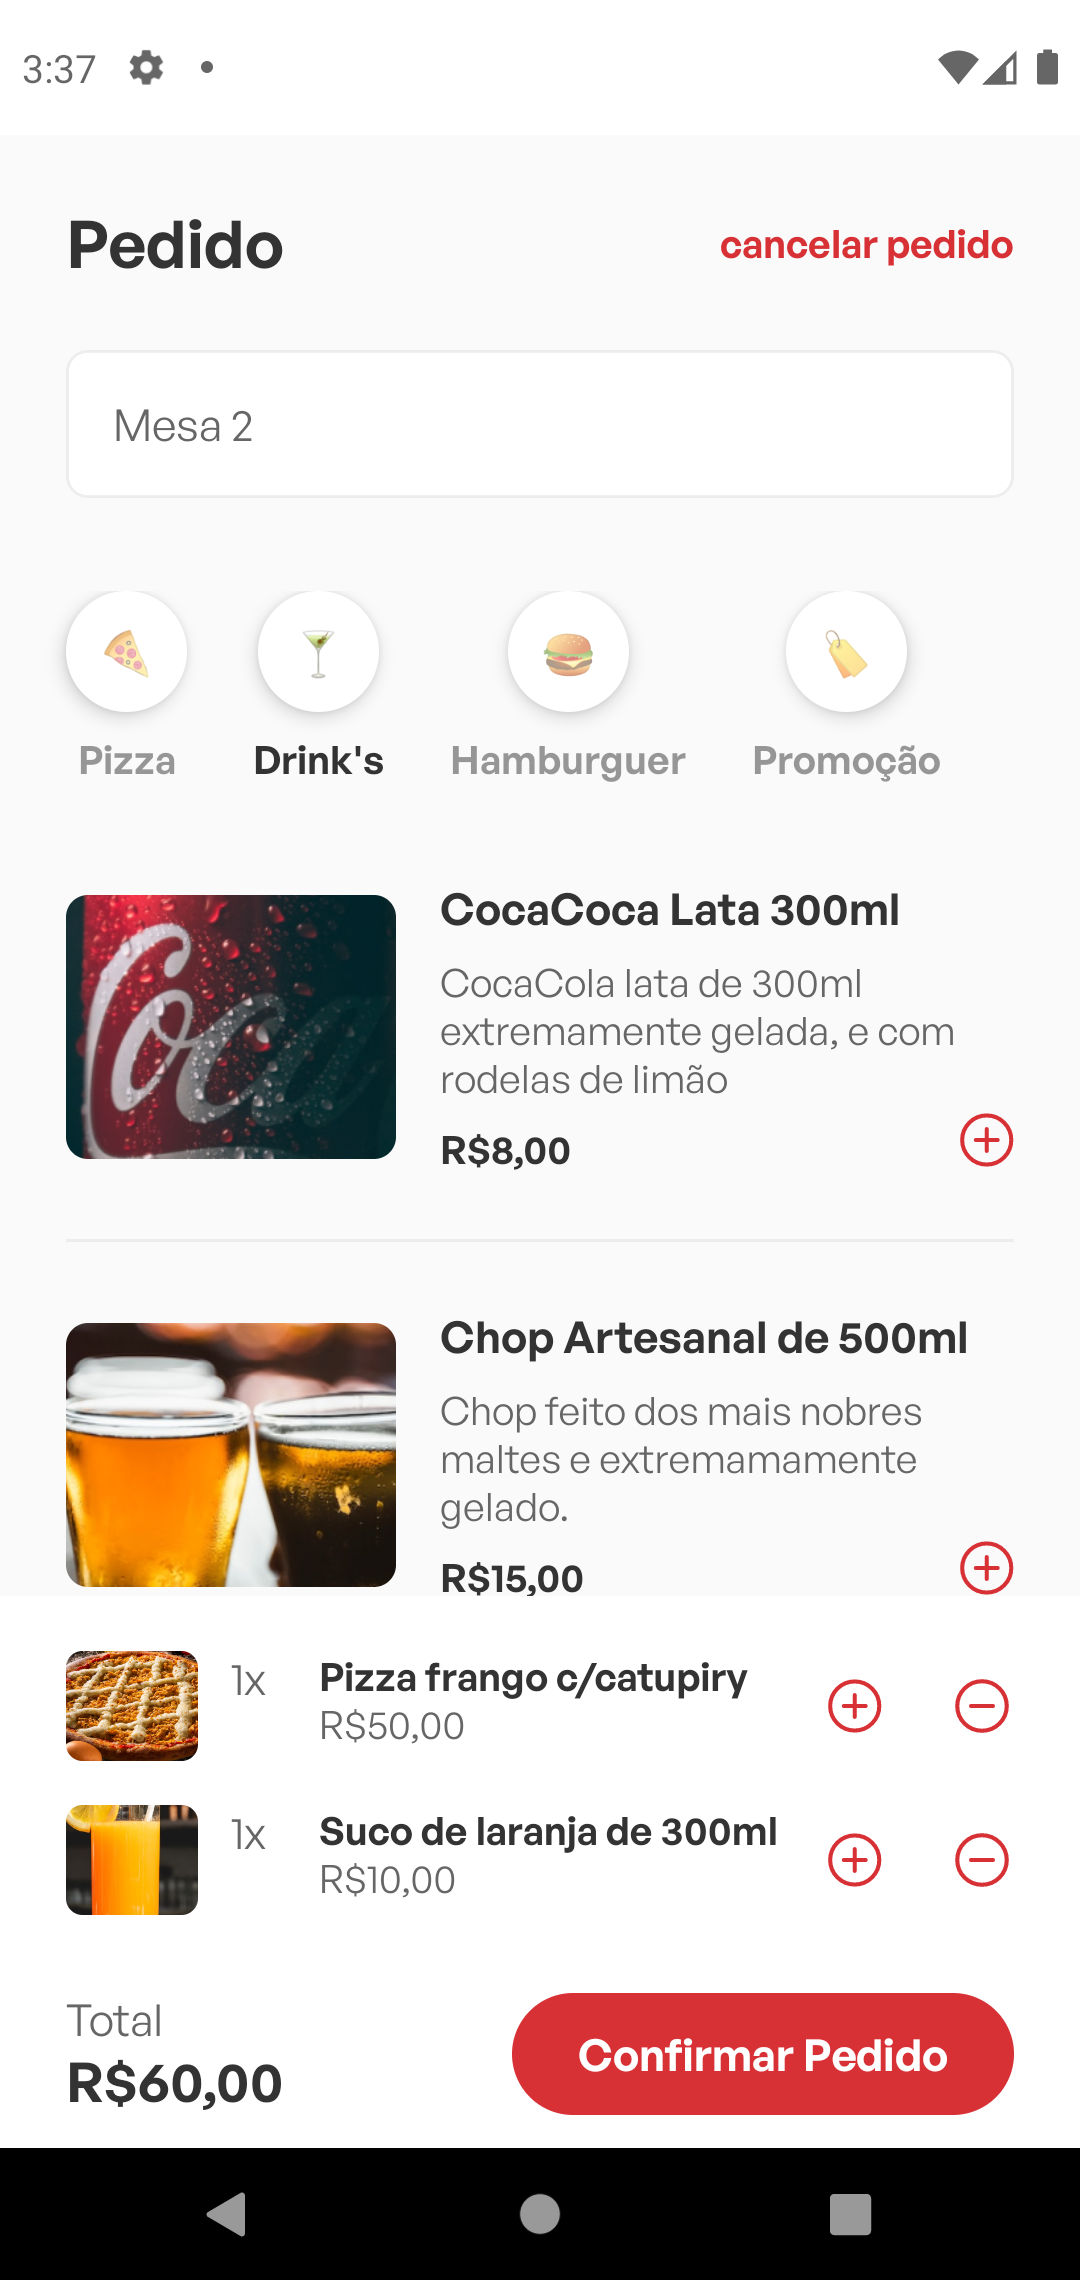 3:37
Pedido
cancelar pedido
Mesa 2
Pizza
Drink's
Hamburguer
Promoção
Coca
CocaCoca Lata 300ml
CocaCola lata de 300ml
extremamente gelada, e com
rodelas de limão
R$8,00
Chop Artesanal de 500ml
Chop feito dos mais nobres
maltes e extremamamente
gelado.
R$15,00
1x
Pizza frango c/catupiry
R$50,00
1x
Suco de laranja de 300ml
R$10,00
Total
R$60,00
Confirmar Pedido